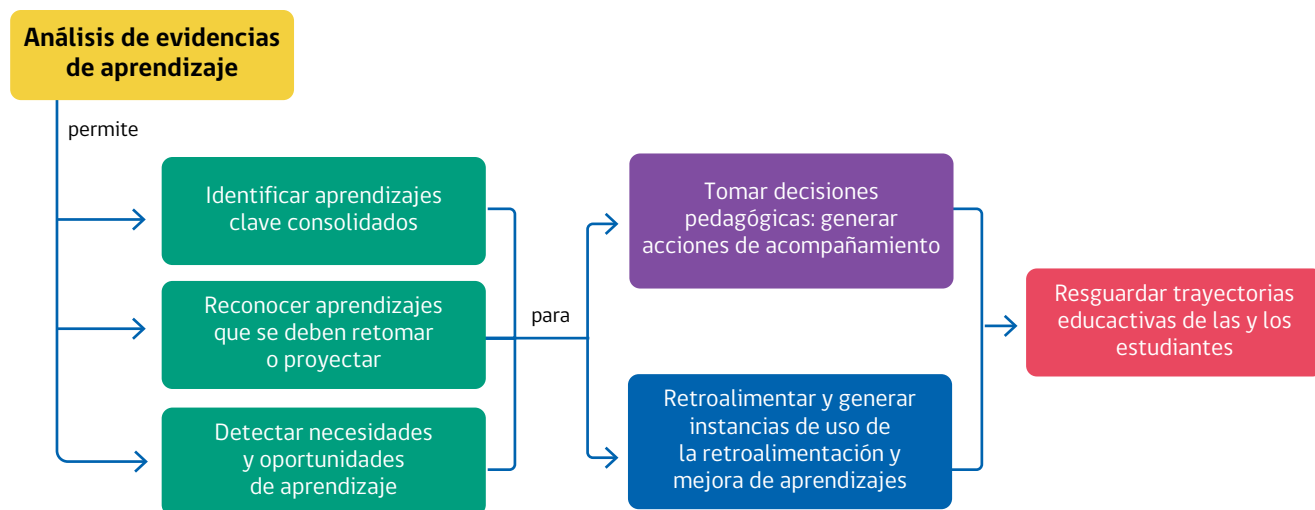 Análisis de evidencias
de aprendizaje
permite
Identificar aprendizajes
clave consolidados
Reconocer aprendizajes
que se deben retomar
o proyectar
Detectar necesidades
y oportunidades
de aprendizaje
para
Tomar decisiones
pedagógicas: generar
acciones de acompañamiento
Retroalimentar y generar
instancias de uso de
la retroalimentación y
mejora de aprendizajes
Resguardar trayectorias
educactivas de las y los
estudiantes